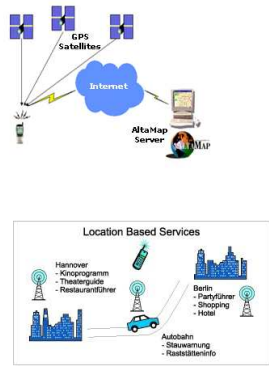 GPS
Satellites
Internet
AltaMap
Server
ALTAMAP
Location Based Services
Hannover
- Kinoprogramm
- Theaterguide
- Restaurantführer
Berlin
- Partyführer
- Shopping
- Hotel
Autobahn
- Stauwarnung
- Raststätteninfo